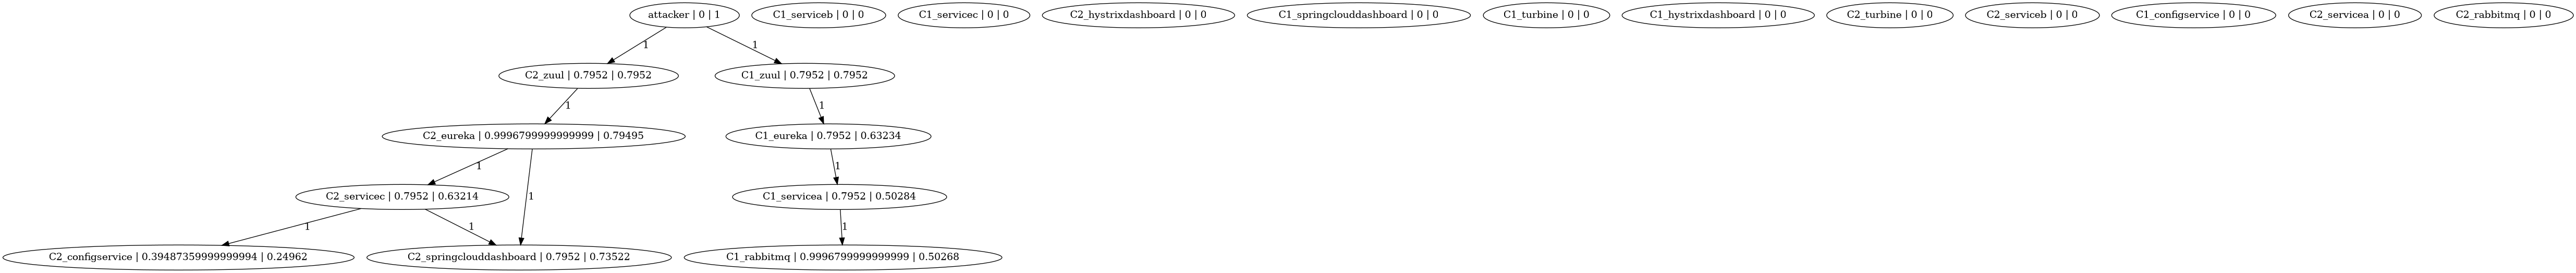 attacker | 0 | 1
C1_serviceb | 0 | 0
C1_servicec | 0 | 0
C2_hystrixdashboard | 0 | 0
C1_springclouddashboard | 0 | 0
C1_turbine | 0 | 0
C1_hystrixdashboard | 0 | 0
C2_turbine | 0 | 0
C2_serviceb | 0 | 0
C1_configservice | 0 | 0
C2_servicea | 0 | 0
C2_rabbitmq | 0 | 0
1
1
C2_zuul | 0.7952 | 0.7952
C1_zuul | 0.7952 | 0.7952
1
1
C2_eureka | 0.9996799999999999 | 0.79495
C1_eureka | 0.7952 | 0.63234
1
1
1
C2_servicec | 0.7952 | 0.63214
C1_servicea | 0.7952 | 0.50284
1
1
1
C2_configservice | 0.39487359999999994 | 0.24962
C2_springclouddashboard | 0.7952 | 0.73522
C1_rabbitmq | 0.9996799999999999 | 0.50268